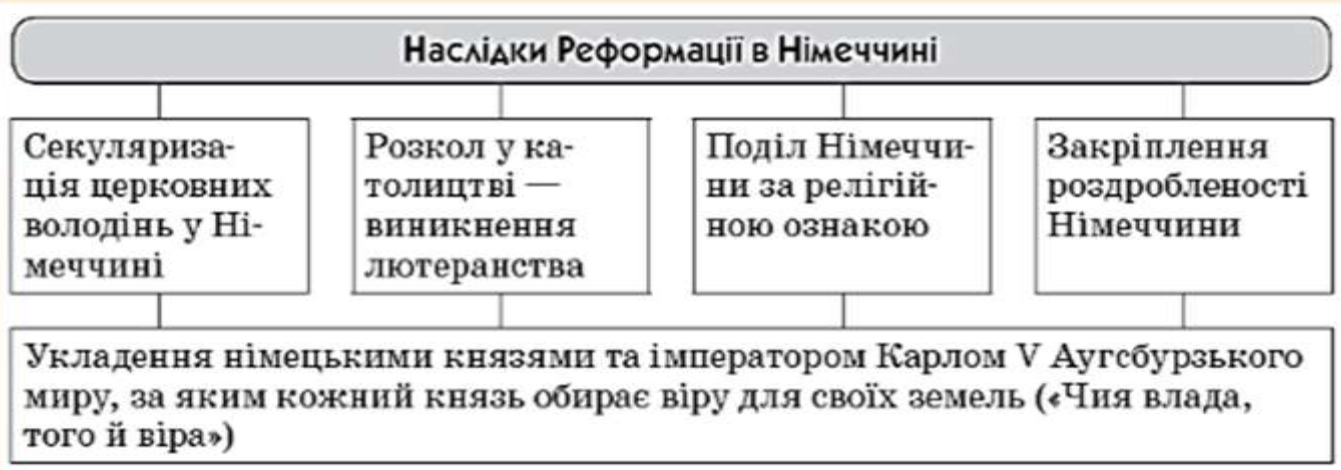 Наслідки Реформації в Німеччині
Секуляриза-
ція церковних
володінь у Ні-
меччині
Розкол у ка-
толицтві —
виникнення
лютеранства
Поділ Німеччи-
ни за релігій-
ною ознакою
Закріплення
роздробленості
Німеччини
Укладення німецькими князями та імператором Карлом V Аугсбурзького
миру, за яким кожний князь обирає віру для своїх земель («Чия влада,
того й віра»)